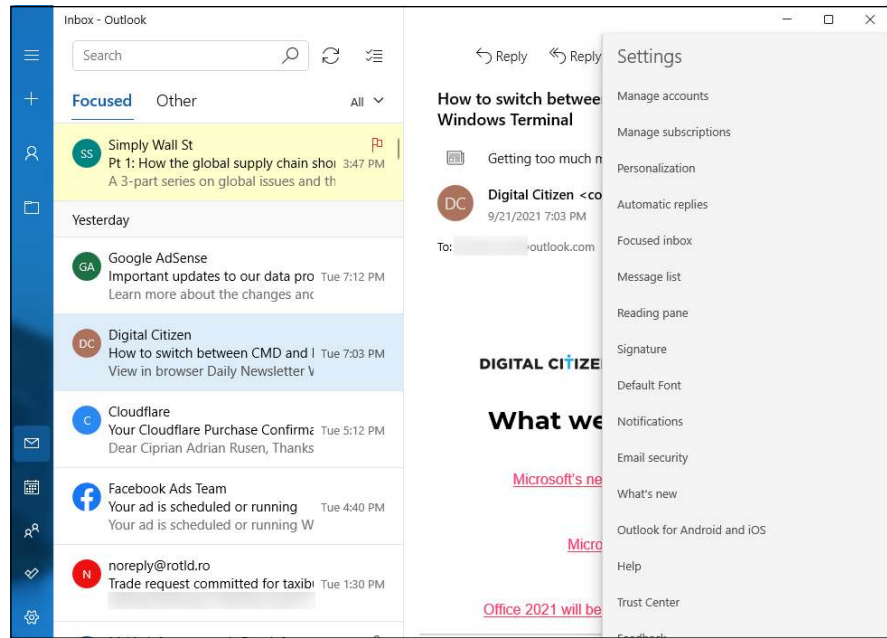 Inbox - Outlook
Search
Focused Other All
SS
Simply Wall St
Pt 1: How the global supply chain shor 3:47 PM
A 3-part series on global issues and th
Yesterday
GA
Google AdSense
Important updates to our data pro Tue 7:12 PM
Learn more about the changes and
DC
Digital Citizen
How to switch between CMD and Tue 7:03 PM
View in browser Daily Newsletter
C
Cloudflare
Your Cloudflare Purchase Confirma Tue 5:12 PM
Dear Ciprian Adrian Rusen, Thanks
Facebook Ads Team
Your ad is scheduled or running Tue 4:40 PM
Your ad is scheduled or running W
N
noreply@rotld.ro
Trade request committed for taxib Tue 1:30 PM
Reply Reply
How to switch betwee
Windows Terminal
Getting too much m
DC
Digital Citizen <co
9/21/2021 7:03 PM
To: outlook.com
DIGITAL CITIZE
What we
Microsoft's ne
Micro
Office 2021 will be
Settings
Manage accounts
Manage subscriptions
Personalization
Automatic replies
Focused inbox
Message list
Reading pane
Signature
Default Font
Notifications
Email security
What's new
Outlook for Android and iOS
Help
Trust Center
Feedback